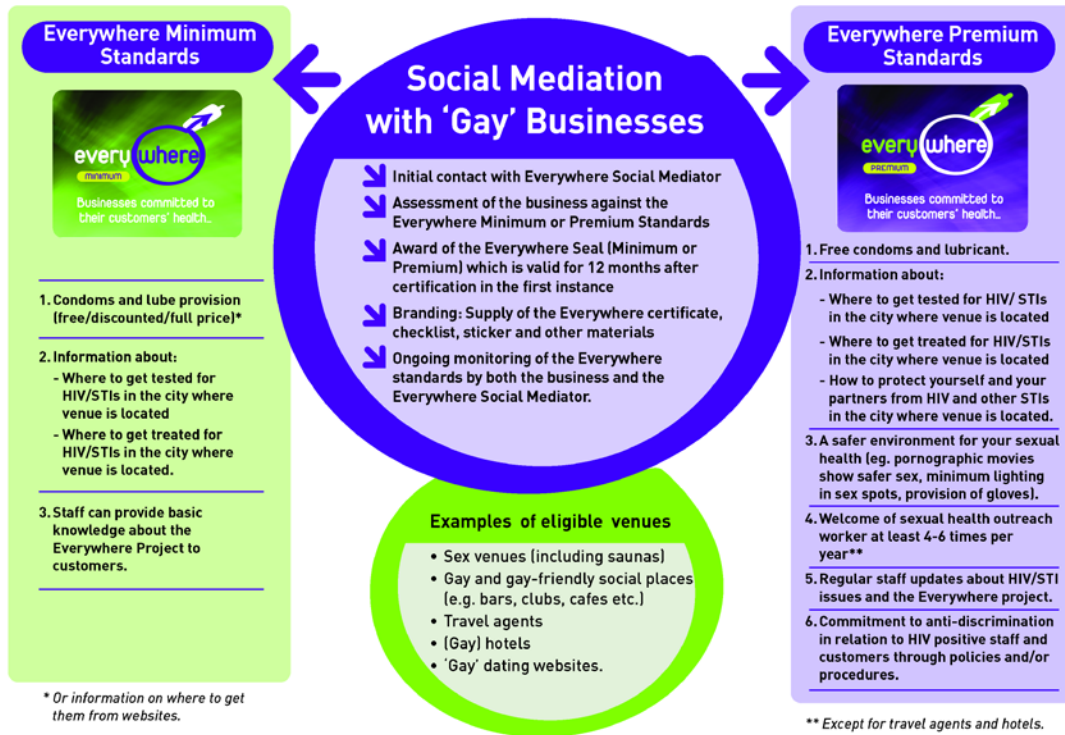 Everywhere Minimum
Standards
everywhere
MINIMUM
Businesses committed to
their customers' health...
1. Condoms and lube provision
(free/discounted/full price)*
2. Information about:
- Where to get tested for
HIV/STIs in the city where
venue is located
- Where to get treated for
HIV/STIs in the city where
venue is located.
3. Staff can provide basic
knowledge about the
Everywhere Project to
customers.
* Or information on where to get
them from websites.
Social Mediation
with ‘Gay’ Businesses
Initial contact with Everywhere Social Mediator
Assessment of the business against the
Everywhere Minimum or Premium Standards
Award of the Everywhere Seal (Minimum or
Premium) which is valid for 12 months after
certification in the first instance
Branding: Supply of the Everywhere certificate,
checklist, sticker and other materials
Ongoing monitoring of the Everywhere
standards by both the business and the
Everywhere Social Mediator.
Examples of eligible venues
• Sex venues (including saunas)
• Gay and gay-friendly social places
(e.g. bars, clubs, cafes etc.)
• Travel agents
• (Gay) hotels
• ‘Gay’ dating websites.
Everywhere Premium
Standards
everywhere
PREMIUM
Businesses committed to
their customers' health...
1. Free condoms and lubricant.
2. Information about:
- Where to get tested for HIV/ STIs
in the city where venue is located
- Where to get treated for HIV/STIs
in the city where venue is located
- How to protect yourself and your
partners from HIV and other STIs
in the city where venue is located.
3. A safer environment for your sexual
health (eg. pornographic movies
show safer sex, minimum lighting
in sex spots, provision of gloves).
4. Welcome of sexual health outreach
worker at least 4-6 times per
year**
5. Regular staff updates about HIV/STI
issues and the Everywhere project.
6. Commitment to anti-discrimination
in relation to HIV positive staff and
customers through policies and/or
procedures.
** Except for travel agents and hotels.